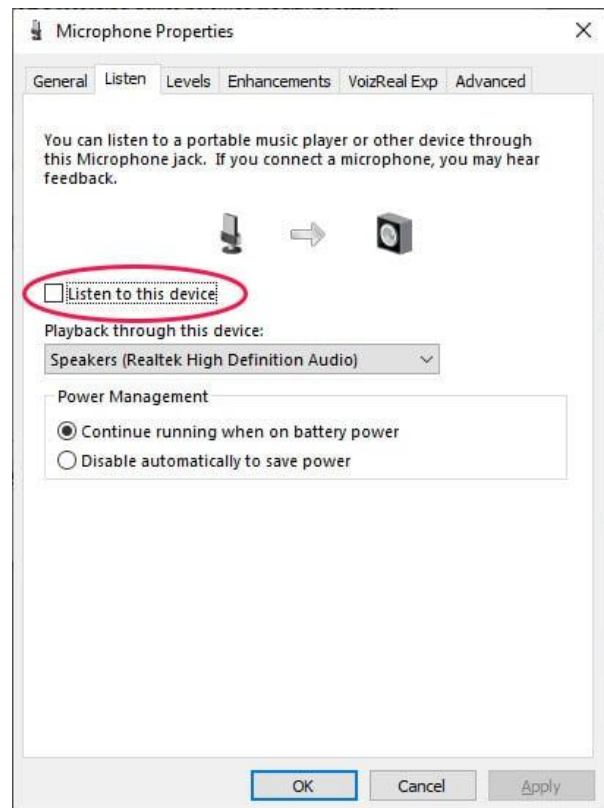 Microphone Properties
General Listen Levels Enhancements VoizReal Exp Advanced
You can listen to a portable music player or other device through
this Microphone jack. If you connect a microphone, you may hear
feedback.
Listen to this device
Playback through this device:
Speakers (Realtek High Definition Audio)
Power Management
Continue running when on battery power
Disable automatically to save power
OK Cancel Apply